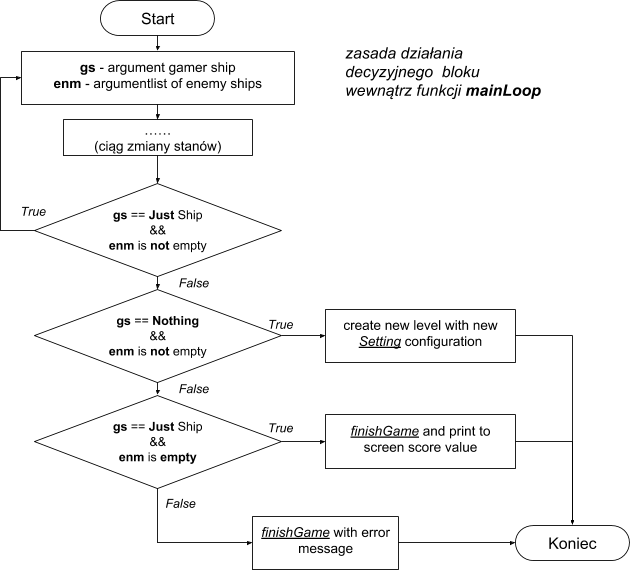 Start
zasada działania
decyzyjnego bloku
wewnątrz funkcji mainLoop
gs - argument gamer ship
enm - argumentlist of enemy ships
......
(ciąg zmiany stanów)
True
gs == Just Ship
&&
enm is not empty
False
gs == Nothing
&&
enm is not empty
True
create new level with new
Setting configuration
False
gs == Just Ship
&&
enm is empty
True
finishGame and print to
screen score value
False
finishGame with error
message
Koniec